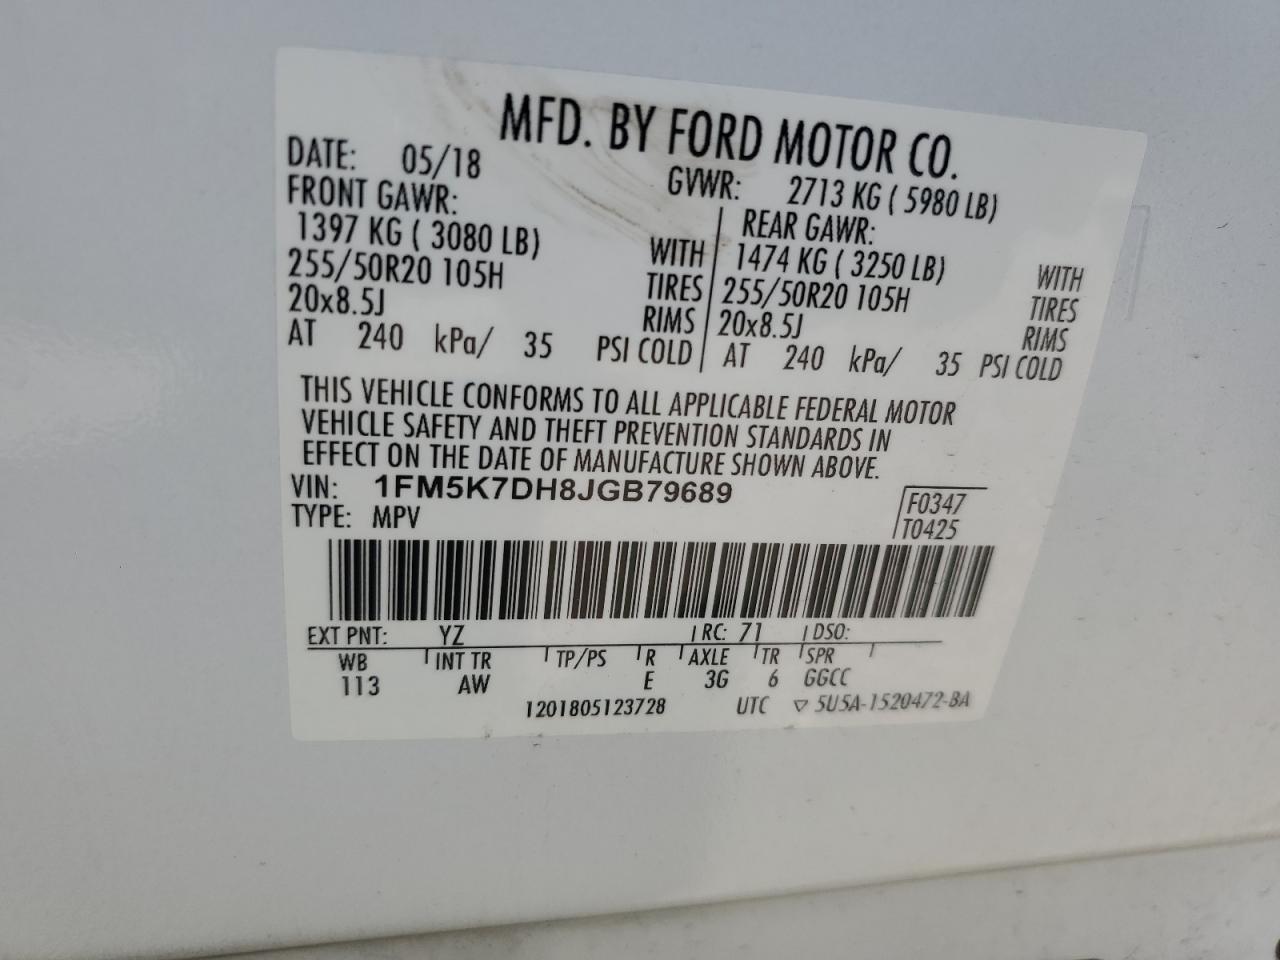 MFD. BY FORD MOTOR CO.
DATE: 05/18 GVWR: 2713 KG ( 5980 LB)
FRONT GAWR: REAR GAWR:
1397 KG ( 3080 LB) WITH 1474 KG ( 3250 LB) WITH
255/50R20 105H TIRES 255/50R20 105H TIRES
20x8.5J RIMS 20x8.5J RIMS
AT 240 kPa/ 35 PSI COLD AT 240 kPa/ 35 PSI COLD
THIS VEHICLE CONFORMS TO ALL APPLICABLE FEDERAL MOTOR
VEHICLE SAFETY AND THEFT PREVENTION STANDARDS IN
EFFECT ON THE DATE OF MANUFACTURE SHOWN ABOVE.
VIN: 1FM5K7DH8JGB79689 F0347
TYPE: MPV T0425
EXT PNT: YZ RC: 71 DSO:
WB INT TR TP/PS R AXLE TR SPR
113 AW E 3G 6 GGCC
1201805123728 UTC ▽ 5U5A-1520472-BA